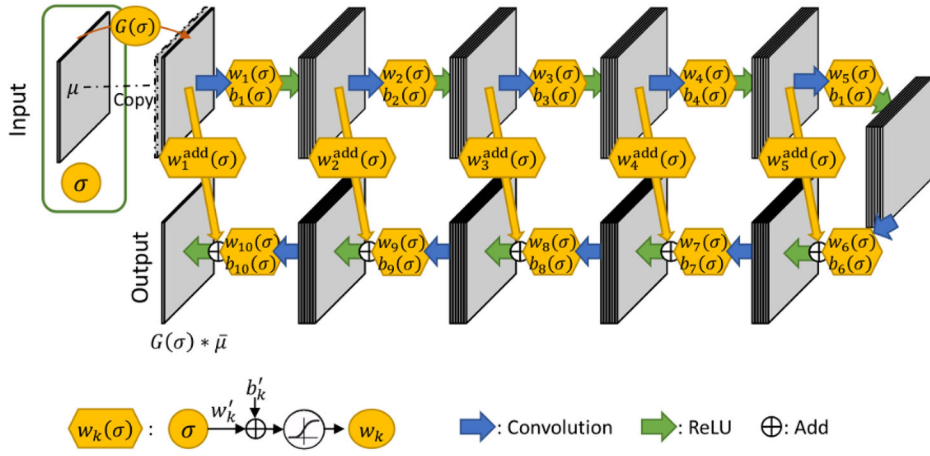 Input
G(σ)
μ
Copy
σ
w₁(σ)
b₁(σ)
w₂(σ)
b₂(σ)
w₃(σ)
b₃(σ)
w₄(σ)
b₄(σ)
w₅(σ)
b₁(σ)
w₁ᵃᵈᵈ(σ)
w₂ᵃᵈᵈ(σ)
w₃ᵃᵈᵈ(σ)
w₄ᵃᵈᵈ(σ)
w₅ᵃᵈᵈ(σ)
Output
w₁₀(σ)
b₁₀(σ)
w₉(σ)
b₉(σ)
w₈(σ)
b₈(σ)
w₇(σ)
b₇(σ)
w₆(σ)
b₆(σ)
G(σ) ∗ μ̄
wₖ(σ) : σ w′ₖ b′ₖ wₖ
: Convolution : ReLU ⊕: Add